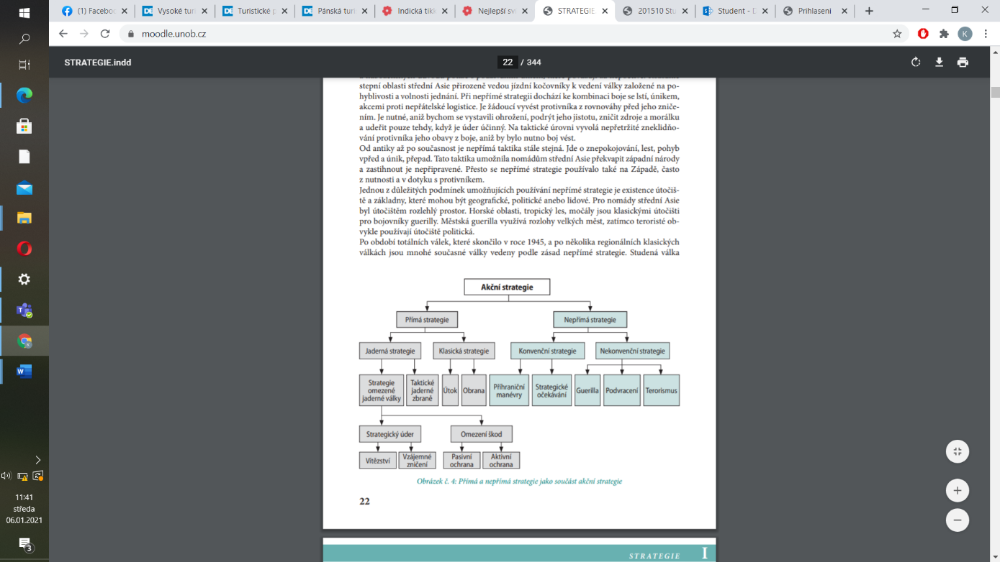 (1) Faceboo
Vysoké turi
Turistické p
Pánská turi
Indická tikk
Nejlepší sv
STRATEGIE
201510 Stu
Student - D
Prihlaseni
moodle.unob.cz
K
STRATEGIE.indd
22 / 344
stepní oblasti střední Asie přirozeně vedou jízdní kočovníky k vedení války založené na po-
hyblivosti a volnosti jednání. Při nepřímé strategii dochází ke kombinaci boje se lstí, únikem,
akcemi proti nepřátelské logistice. Je žádoucí vyvést protivníka z rovnováhy před jeho zniče-
ním. Je nutné, aniž bychom se vystavili ohrožení, podrýt jeho jistotu, zničit zdroje a morálku
a udeřit pouze tehdy, když je úder účinný. Na taktické úrovni vyvolá nepřetržité zneklidňo-
vání protivníka jeho obavy z boje, aniž by bylo nutno boj vést.
Od antiky až po současnost je nepřímá taktika stále stejná. Jde o znepokojování, lest, pohyb
vpřed a únik, přepad. Tato taktika umožnila nomádům střední Asie překvapit západní národy
a zastihnout je nepřipravené. Přesto se nepřímé strategie používalo také na Západě, často
z nutnosti a v dotyku s protivníkem.
Jednou z důležitých podmínek umožňujících používání nepřímé strategie je existence útočiš-
tě a základny, které mohou být geografické, politické anebo lidové. Pro nomády střední Asie
byl útočištěm rozlehlý prostor. Horské oblasti, tropický les, močály jsou klasickými útočišti
pro bojovníky guerilly. Městská guerilla využívá rozlohy velkých měst, zatímco teroristé ob-
vykle používají útočiště politická.
Po období totálních válek, které skončilo v roce 1945, a po několika regionálních klasických
válkách jsou mnohé současné války vedeny podle zásad nepřímé strategie. Studená válka
Akční strategie
Přímá strategie
Nepřímá strategie
Jaderná strategie
Klasická strategie
Konvenční strategie
Nekonvenční strategie
Strategie
omezené
jaderné války
Taktické
jaderné
zbraně
Útok
Obrana
Příhraniční
manévry
Strategické
očekávání
Guerilla
Podvracení
Terorismus
Strategický úder
Omezení škod
Vítězství
Vzájemné
zničení
Pasivní
ochrana
Aktivní
ochrana
Obrázek č. 4: Přímá a nepřímá strategie jako součást akční strategie
22
STRATEGIE I
11:41
středa
06.01.2021
3